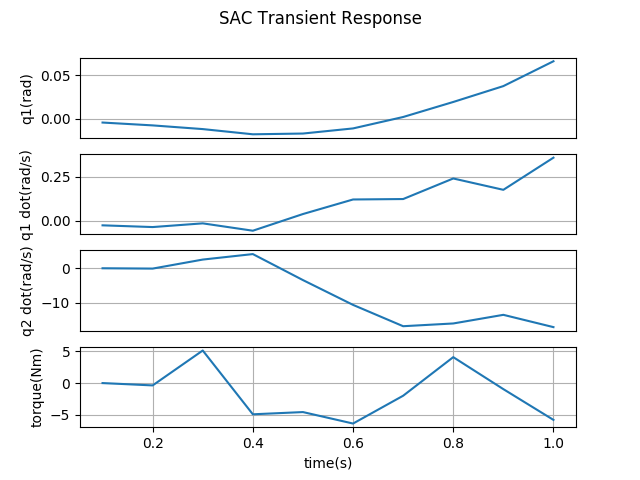 SAC Transient Response
q1(rad)
0.05
0.00
q1 dot(rad/s)
0.25
0.00
q2 dot(rad/s)
0
−10
torque(Nm)
5
0
−5
0.2 0.4 0.6 0.8 1.0
time(s)